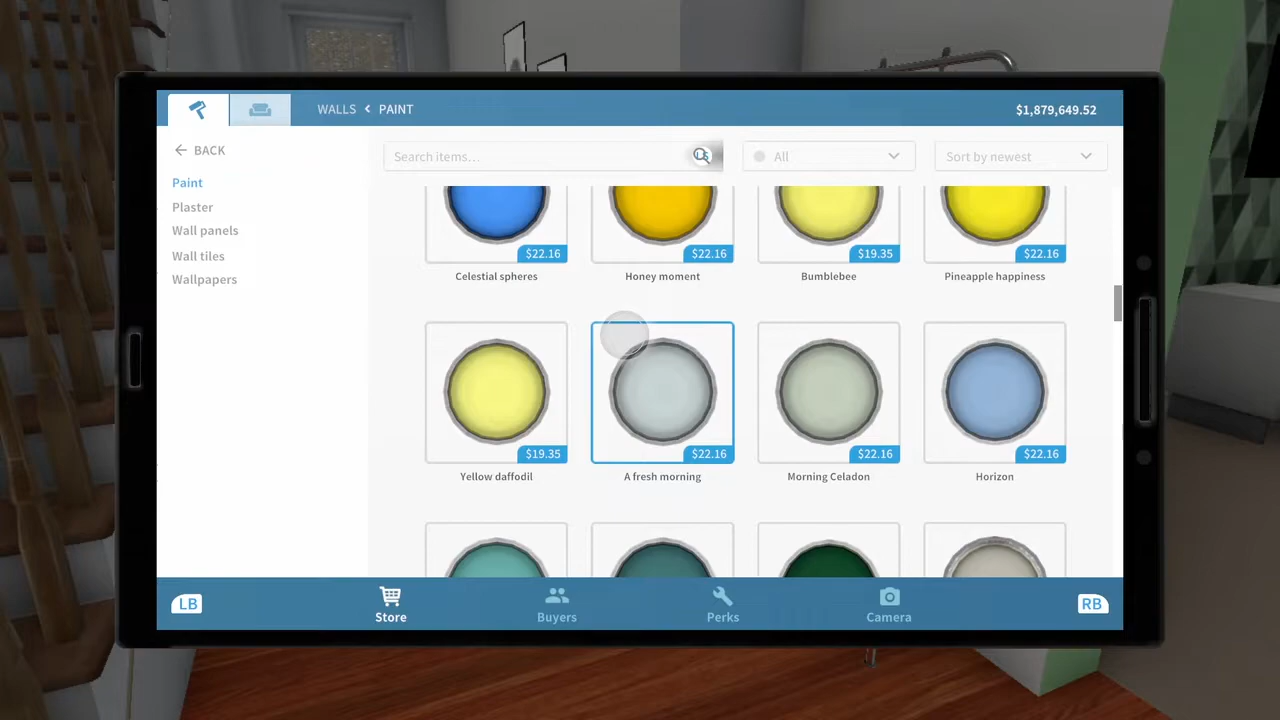 WALLS < PAINT
$1,879,649.52
BACK
Search items...
LS
All
Sort by newest
Paint
Plaster
Wall panels
Wall tiles
Wallpapers
$22.16
$22.16
$19.35
$22.16
Celestial spheres
Honey moment
Bumblebee
Pineapple happiness
$19.35
$22.16
$22.16
$22.16
Yellow daffodil
A fresh morning
Morning Celadon
Horizon
LB
Store
Buyers
Perks
Camera
RB